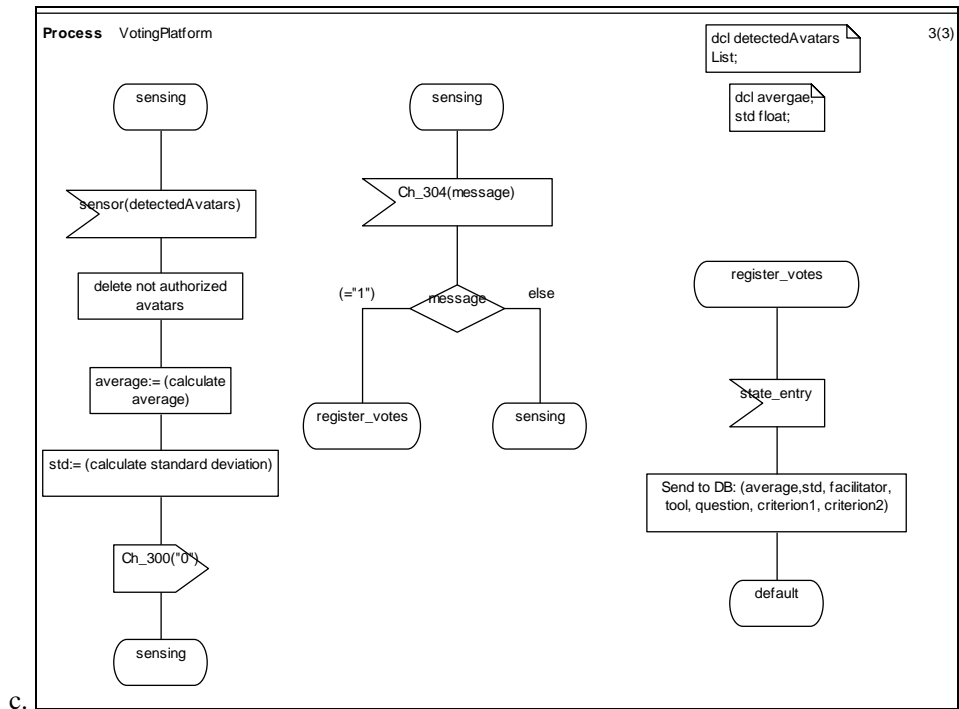 Process VotingPlatform
3(3)
dcl detectedAvatars
List;
dcl avergae,
std float;
sensing
sensor(detectedAvatars)
delete not authorized
avatars
average:= (calculate
average)
std:= (calculate standard deviation)
Ch_300("0")
sensing
sensing
Ch_304(message)
message
(="1")
else
register_votes
sensing
register_votes
state_entry
Send to DB: (average,std, facilitator,
tool, question, criterion1, criterion2)
default
c.